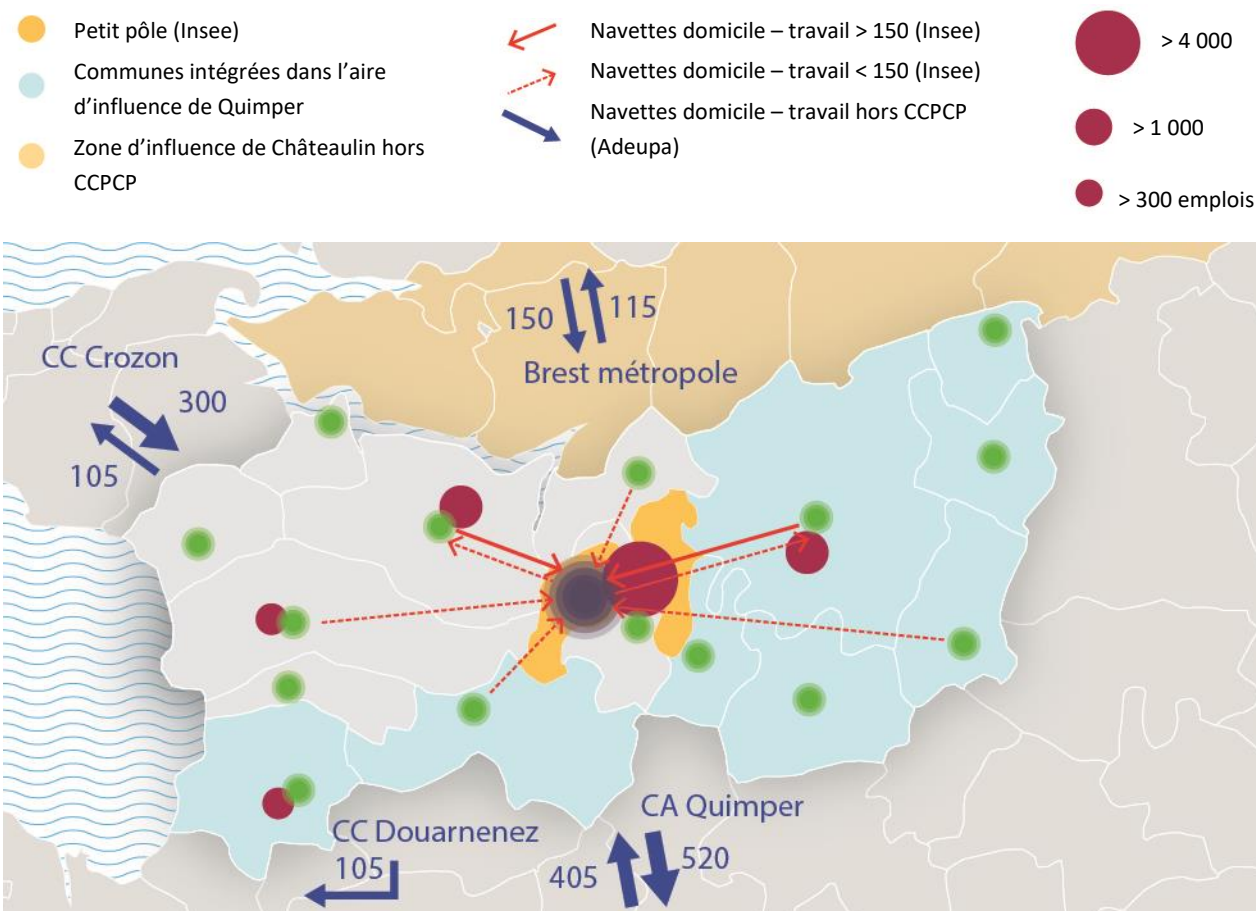 Petit pôle (Insee)
Communes intégrées dans l’aire
d’influence de Quimper
Zone d’influence de Châteaulin hors
CCPCP
Navettes domicile – travail > 150 (Insee)
Navettes domicile – travail < 150 (Insee)
Navettes domicile – travail hors CCPCP
(Adeupa)
> 4 000
> 1 000
> 300 emplois
150
115
Brest métropole
CC Crozon
300
105
CA Quimper
405
520
CC Douarnenez
105